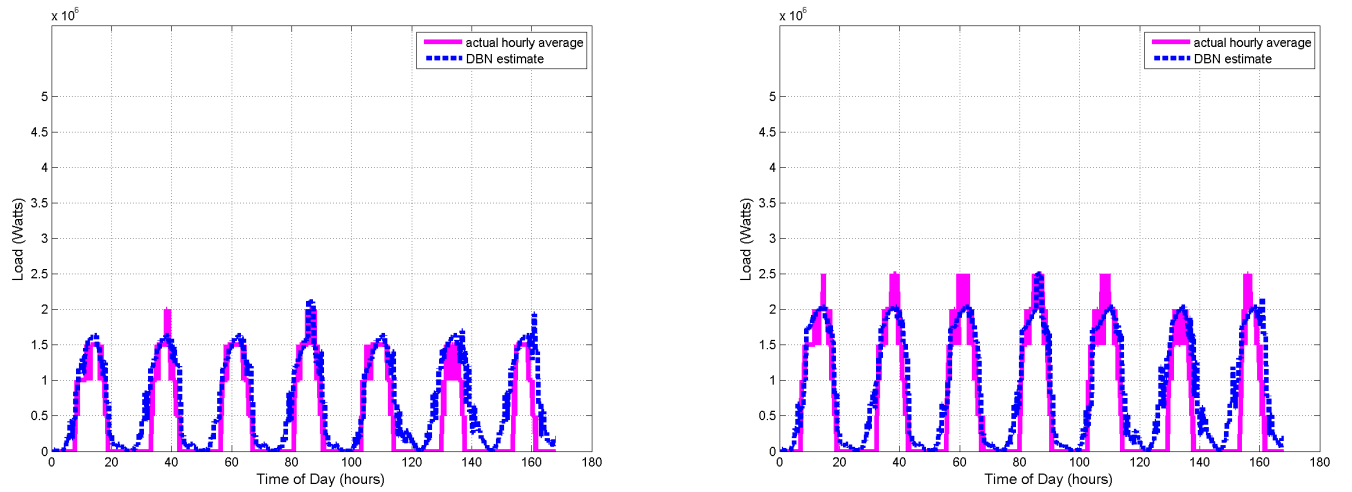 x 10^6
actual hourly average
DBN estimate
5
4.5
4
3.5
3
2.5
2
1.5
1
0.5
0
Load (Watts)
0 20 40 60 80 100 120 140 160 180
Time of Day (hours)
x 10^6
actual hourly average
DBN estimate
5
4.5
4
3.5
3
2.5
2
1.5
1
0.5
0
Load (Watts)
0 20 40 60 80 100 120 140 160 180
Time of Day (hours)